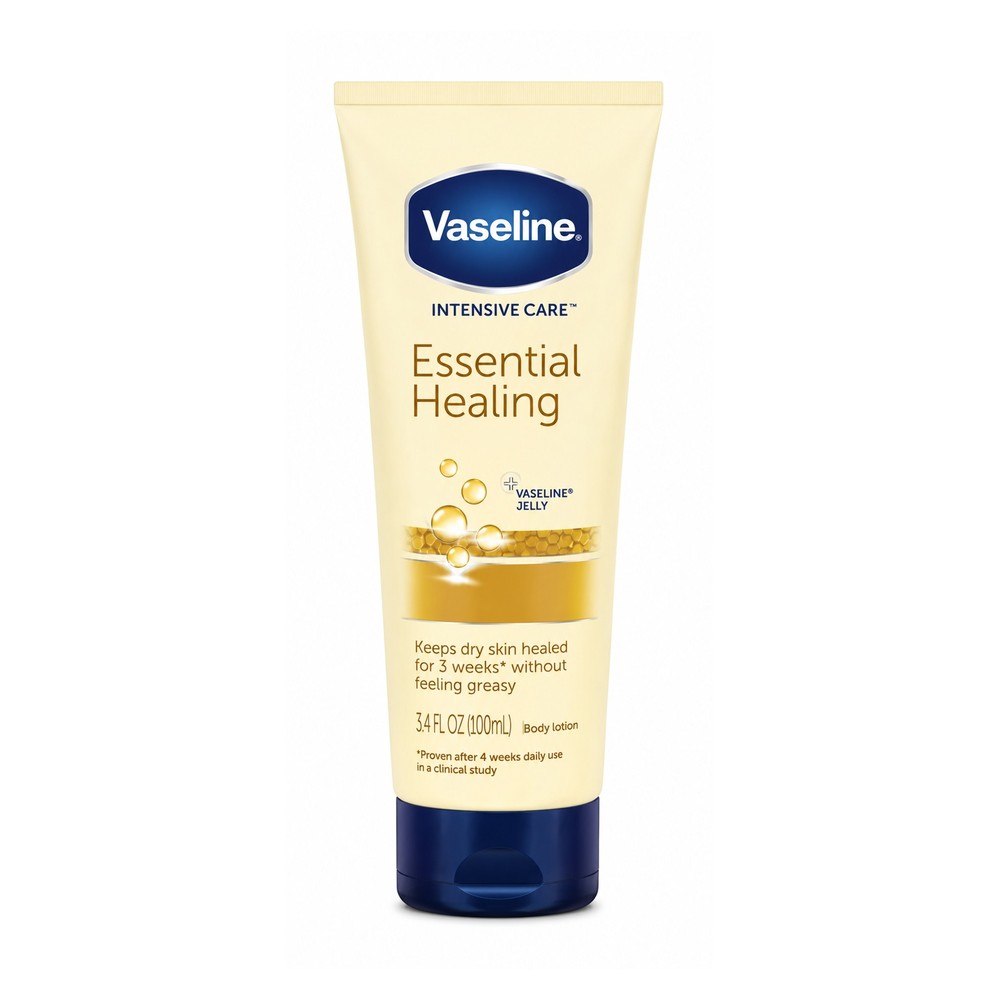 Vaseline®
INTENSIVE CARE™
Essential
Healing
VASELINE®
JELLY
Keeps dry skin healed
for 3 weeks* without
feeling greasy
3.4 FL OZ (100mL) Body lotion
*Proven after 4 weeks daily use
in a clinical study